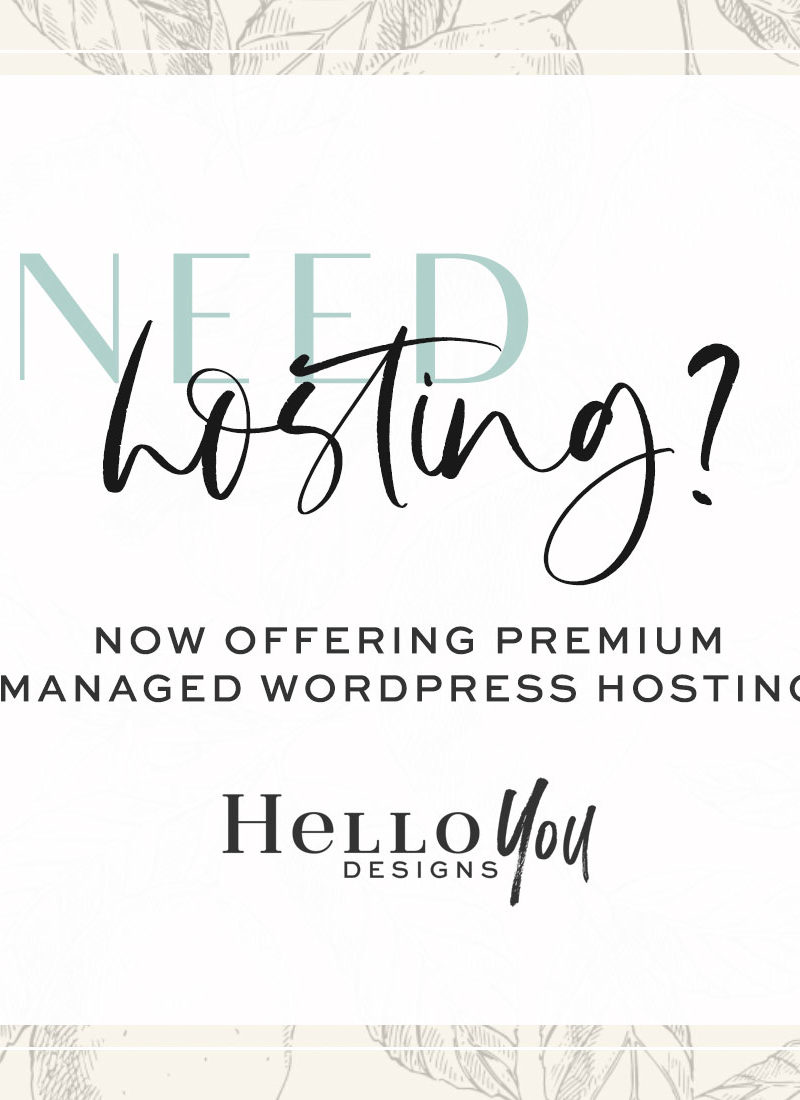 NEED
hosting?
NOW OFFERING PREMIUM
MANAGED WORDPRESS HOSTING
HeLLO You
DESIGNS